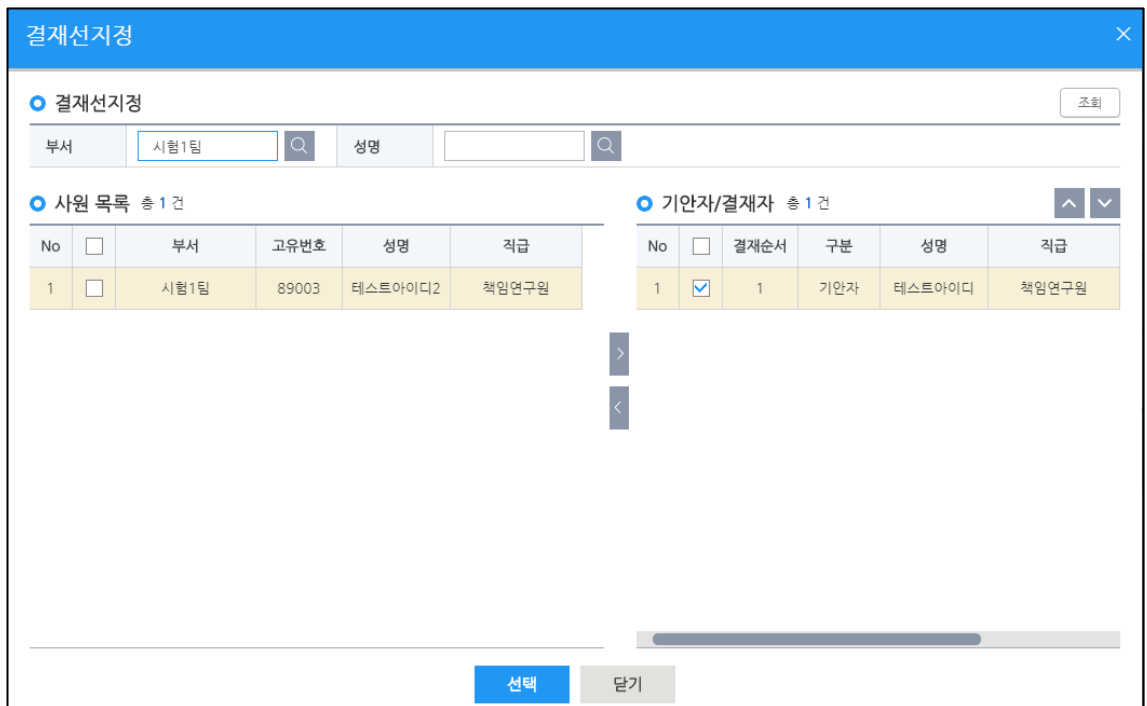 결재선지정
결재선지정
조회
부서 시험1팀 성명
사원 목록 총 1 건
기안자/결재자 총 1 건
No 부서 고유번호 성명 직급
1 시험1팀 89003 테스트아이디2 책임연구원
No 결재순서 구분 성명 직급
1 1 기안자 테스트아이디 책임연구원
선택 닫기